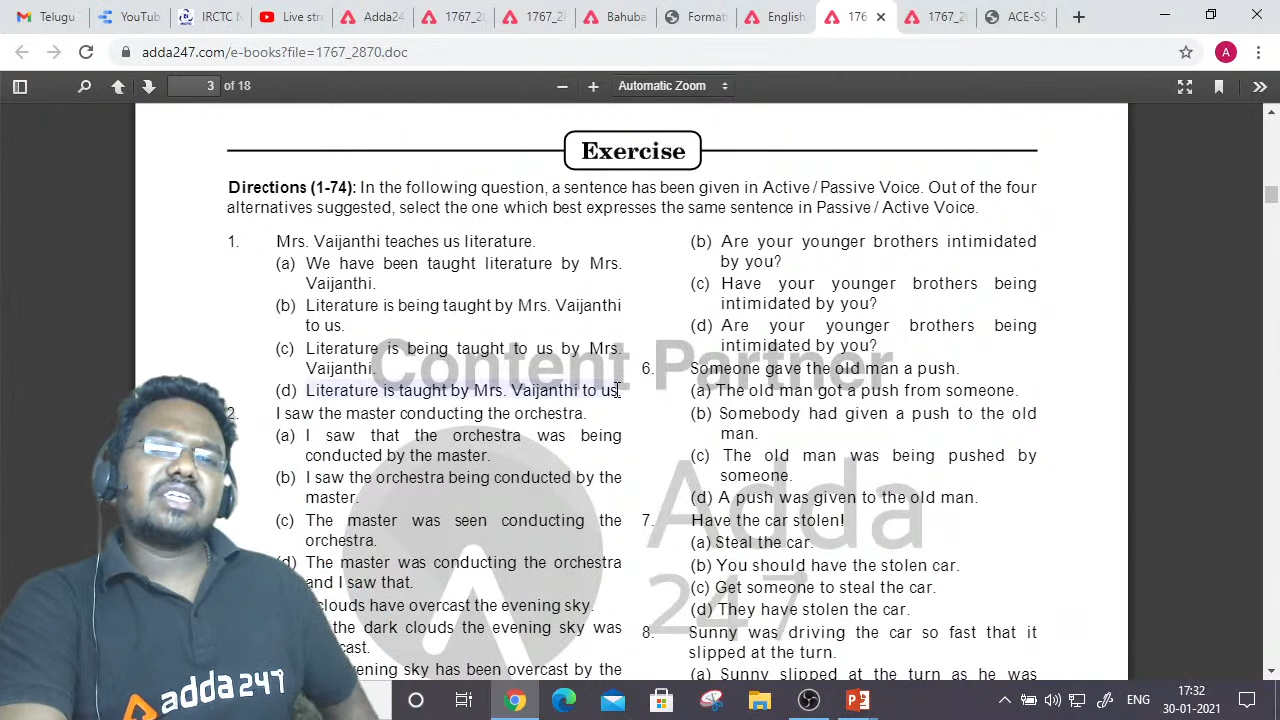 Telugu
YouTub
IRCTC N
Live str
Adda24
1767_20
1767_28
Bahuba
Format
English
176
1767_2
ACE-SS
adda247.com/e-books?file=1767_2870.doc
A
3 of 18
Automatic Zoom
Exercise
Directions (1-74): In the following question, a sentence has been given in Active / Passive Voice. Out of the four
alternatives suggested, select the one which best expresses the same sentence in Passive / Active Voice.
1. Mrs. Vaijanthi teaches us literature.
(a) We have been taught literature by Mrs.
Vaijanthi.
(b) Literature is being taught by Mrs. Vaijanthi
to us.
(c) Literature is being taught to us by Mrs.
Vaijanthi.
(d) Literature is taught by Mrs. Vaijanthi to us.
2. I saw the master conducting the orchestra.
(a) I saw that the orchestra was being
conducted by the master.
(b) I saw the orchestra being conducted by the
master.
(c) The master was seen conducting the
orchestra.
(d) The master was conducting the orchestra
and I saw that.
clouds have overcast the evening sky.
the dark clouds the evening sky was
cast.
evening sky has been overcast by the
(b) Are your younger brothers intimidated
by you?
(c) Have your younger brothers being
intimidated by you?
(d) Are your younger brothers being
intimidated by you?
6. Someone gave the old man a push.
(a) The old man got a push from someone.
(b) Somebody had given a push to the old
man.
(c) The old man was being pushed by
someone.
(d) A push was given to the old man.
7. Have the car stolen!
(a) Steal the car.
(b) You should have the stolen car.
(c) Get someone to steal the car.
(d) They have stolen the car.
8. Sunny was driving the car so fast that it
slipped at the turn.
(a) Sunny slipped at the turn as he was
Content Partner
Adda
247
adda247
ENG
17:32
30-01-2021